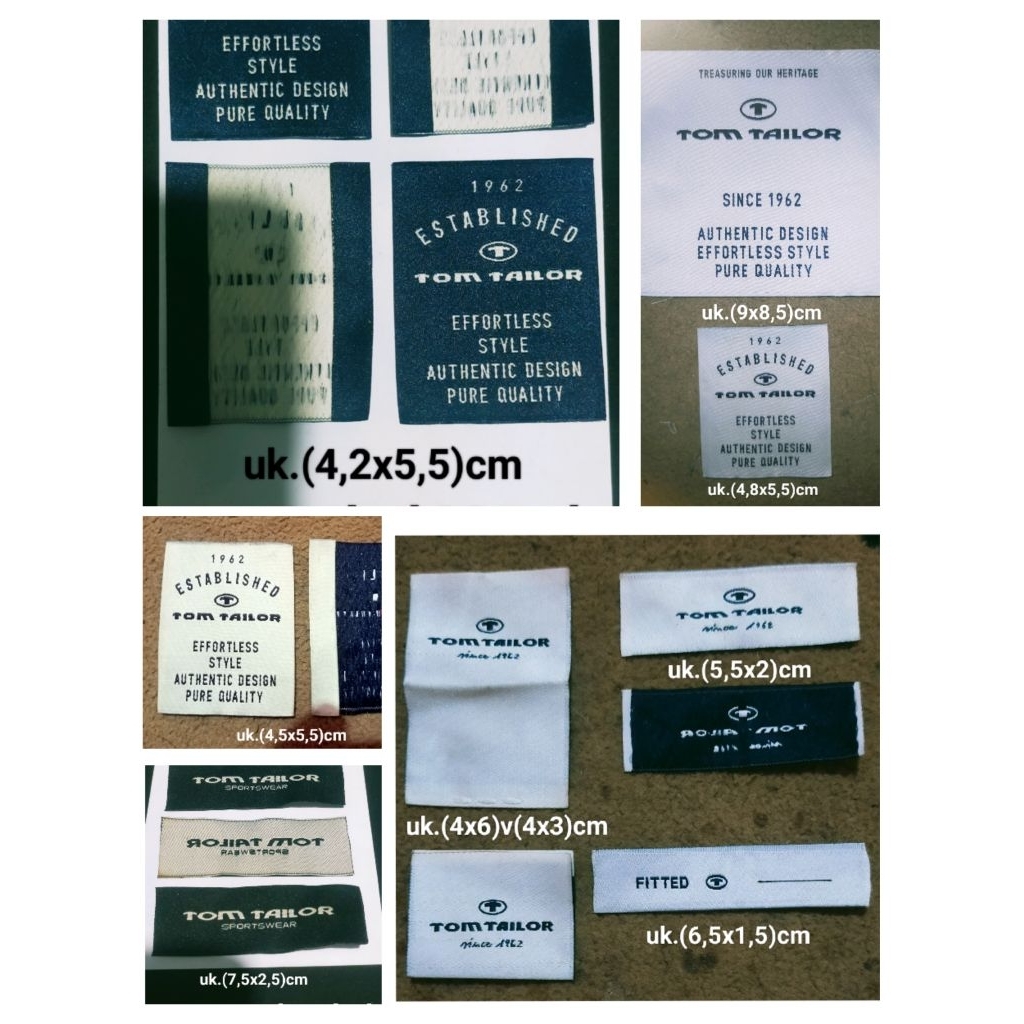 EFFORTLESS
STYLE
AUTHENTIC DESIGN
PURE QUALITY
1962
ESTABLISHED
TOM TAILOR
EFFORTLESS
STYLE
AUTHENTIC DESIGN
PURE QUALITY
uk.(4,2x5,5)cm
TREASURING OUR HERITAGE
TOM TAILOR
SINCE 1962
AUTHENTIC DESIGN
EFFORTLESS STYLE
PURE QUALITY
uk.(9x8,5)cm
1962
ESTABLISHED
TOM TAILOR
EFFORTLESS
STYLE
AUTHENTIC DESIGN
PURE QUALITY
uk.(4,8x5,5)cm
1962
ESTABLISHED
TOM TAILOR
EFFORTLESS
STYLE
AUTHENTIC DESIGN
PURE QUALITY
uk.(4,5x5,5)cm
TOM TAILOR
since 1962
uk.(4x6)v(4x3)cm
TOM TAILOR
since 1962
uk.(5,5x2)cm
TOM TAILOR
since 1962
FITTED
uk.(6,5x1,5)cm
TOM TAILOR
SPORTSWEAR
TOM TAILOR
SPORTSWEAR
TOM TAILOR
SPORTSWEAR
uk.(7,5x2,5)cm